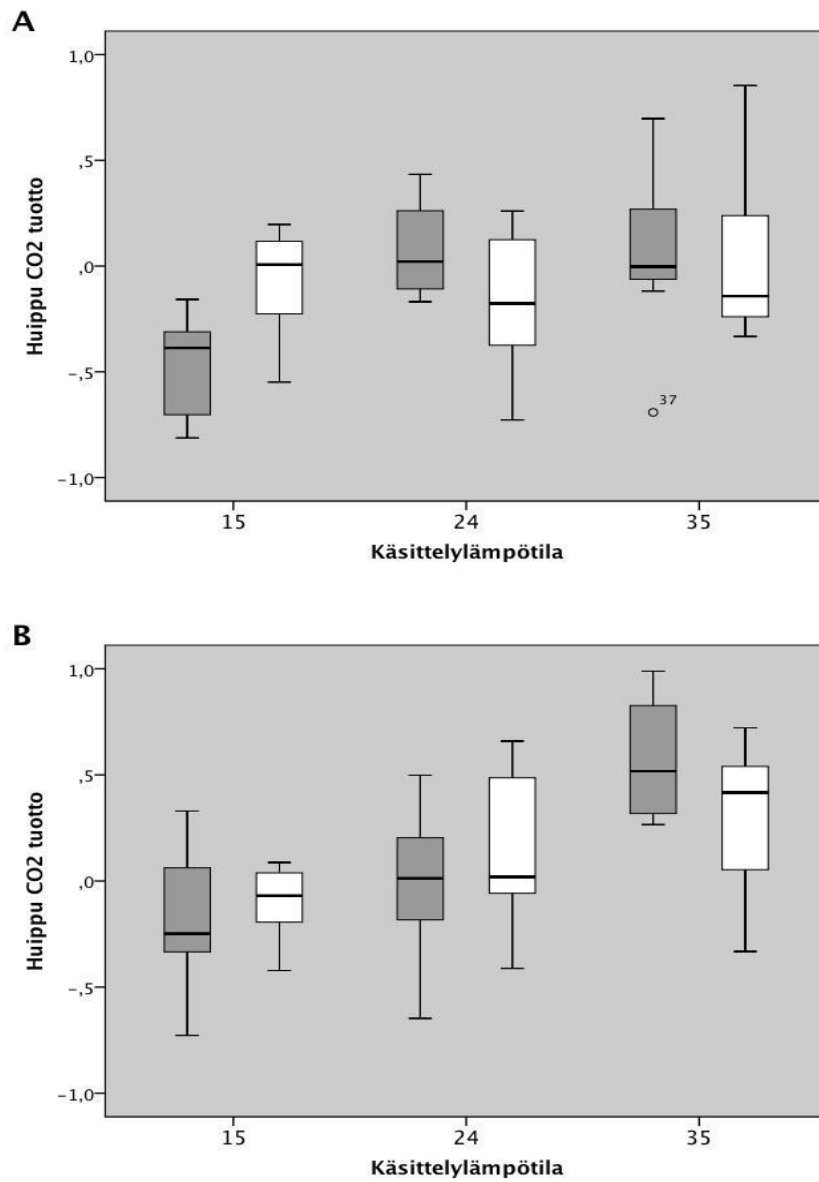 A
Huippu CO2 tuotto
1,0
,5
,0
-,5
-1,0
37
15 24 35
Käsittelylämpötila
B
Huippu CO2 tuotto
1,0
,5
,0
-,5
-1,0
15 24 35
Käsittelylämpötila